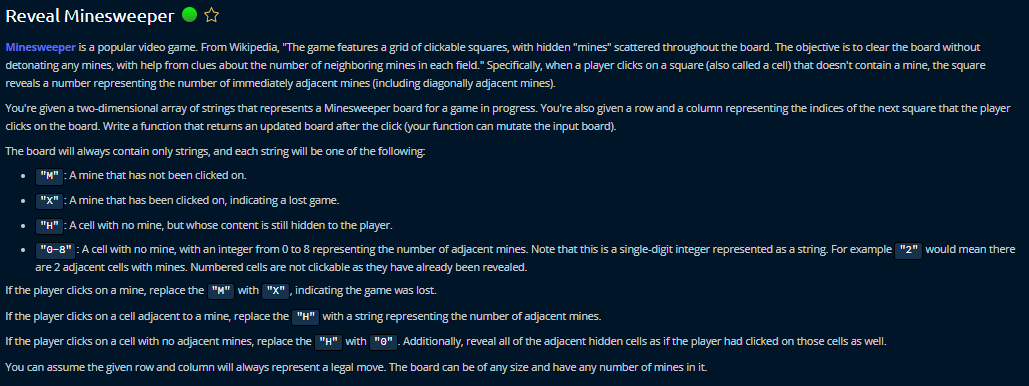 Reveal Minesweeper
Minesweeper is a popular video game. From Wikipedia, "The game features a grid of clickable squares, with hidden "mines" scattered throughout the board. The objective is to clear the board without
detonating any mines, with help from clues about the number of neighboring mines in each field." Specifically, when a player clicks on a square (also called a cell) that doesn't contain a mine, the square
reveals a number representing the number of immediately adjacent mines (including diagonally adjacent mines).
You're given a two-dimensional array of strings that represents a Minesweeper board for a game in progress. You're also given a row and a column representing the indices of the next square that the player
clicks on the board. Write a function that returns an updated board after the click (your function can mutate the input board).
The board will always contain only strings, and each string will be one of the following:
• "M" : A mine that has not been clicked on.
• "X" : A mine that has been clicked on, indicating a lost game.
• "H" : A cell with no mine, but whose content is still hidden to the player.
• "0-8" : A cell with no mine, with an integer from 0 to 8 representing the number of adjacent mines. Note that this is a single-digit integer represented as a string. For example "2" would mean there
are 2 adjacent cells with mines. Numbered cells are not clickable as they have already been revealed.
If the player clicks on a mine, replace the "M" with "X" , indicating the game was lost.
If the player clicks on a cell adjacent to a mine, replace the "H" with a string representing the number of adjacent mines.
If the player clicks on a cell with no adjacent mines, replace the "H" with "0" . Additionally, reveal all of the adjacent hidden cells as if the player had clicked on those cells as well.
You can assume the given row and column will always represent a legal move. The board can be of any size and have any number of mines in it.